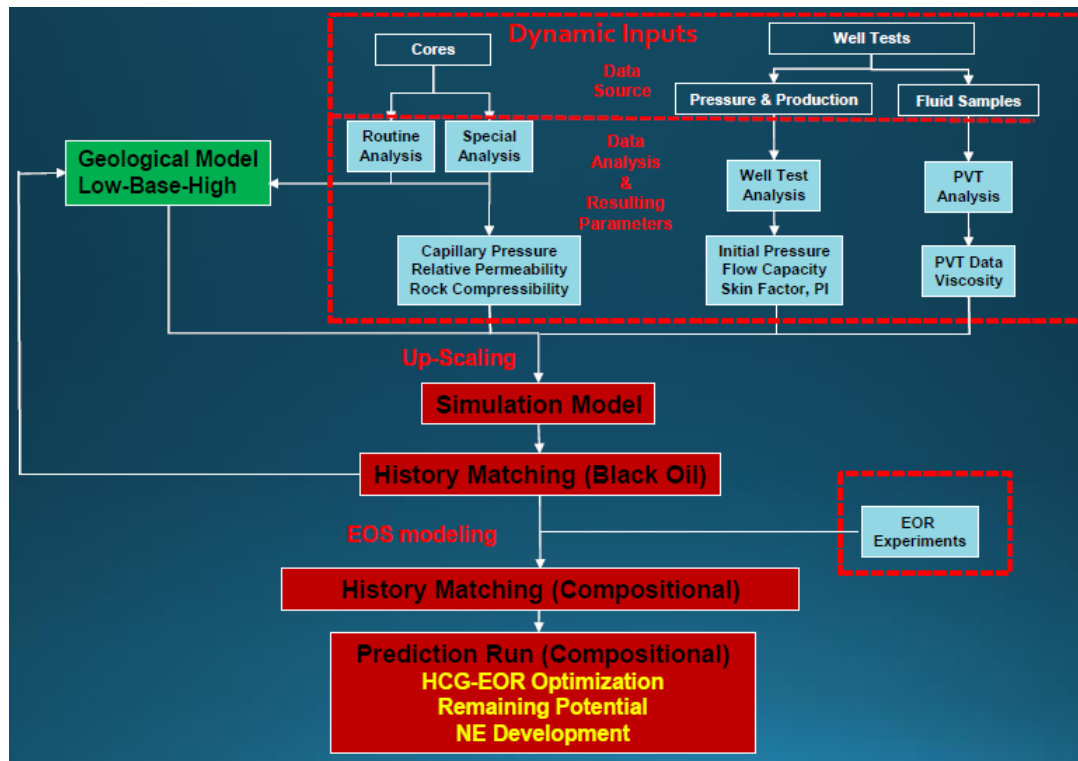 Dynamic Inputs
Cores
Well Tests
Data
Source
Pressure & Production
Fluid Samples
Routine
Analysis
Special
Analysis
Data
Analysis
&
Resulting
Parameters
Geological Model
Low-Base-High
Well Test
Analysis
PVT
Analysis
Capillary Pressure
Relative Permeability
Rock Compressibility
Initial Pressure
Flow Capacity
Skin Factor, PI
PVT Data
Viscosity
Up-Scaling
Simulation Model
History Matching (Black Oil)
EOR
Experiments
EOS modeling
History Matching (Compositional)
Prediction Run (Compositional)
HCG-EOR Optimization
Remaining Potential
NE Development